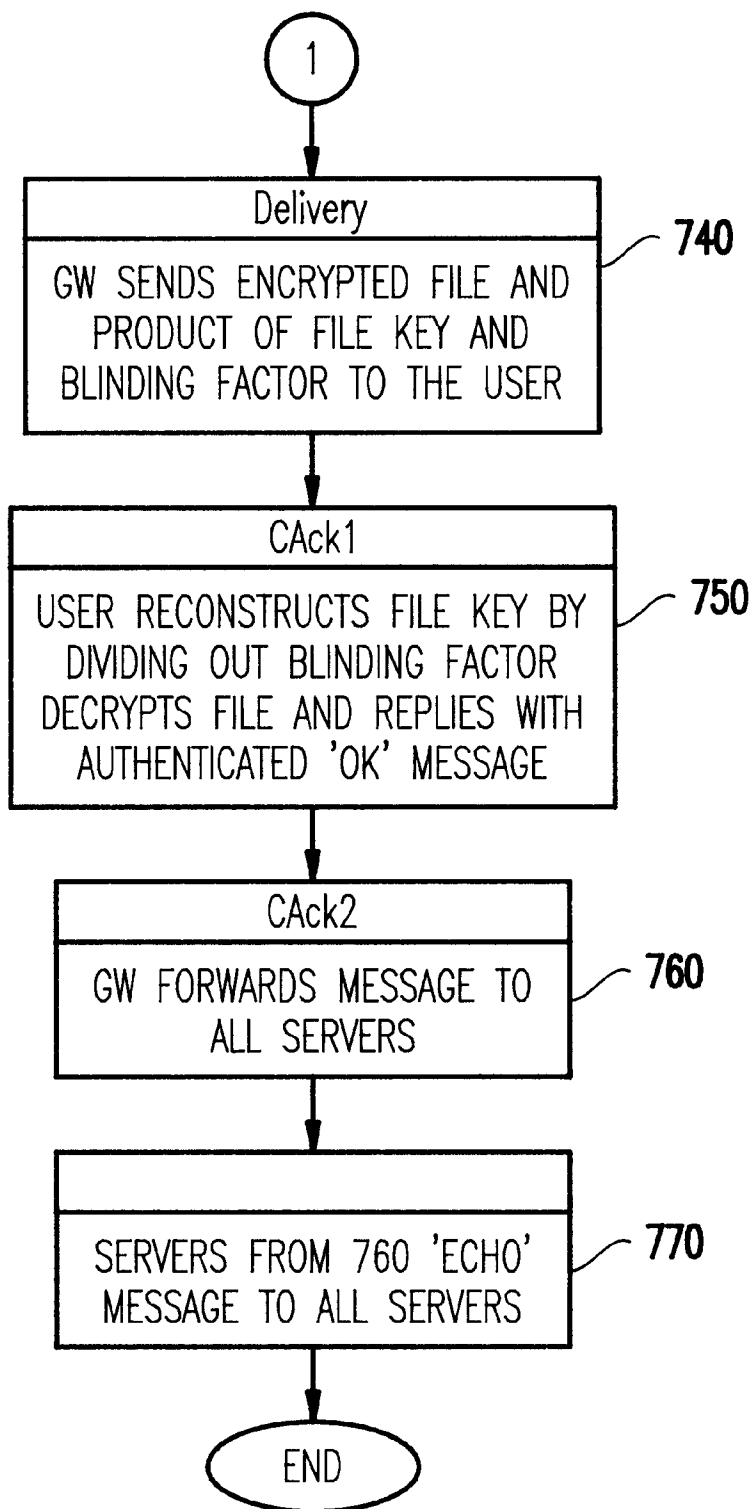 1
Delivery
740
GW SENDS ENCRYPTED FILE AND
PRODUCT OF FILE KEY AND
BLINDING FACTOR TO THE USER
CAck1
750
USER RECONSTRUCTS FILE KEY BY
DIVIDING OUT BLINDING FACTOR
DECRYPTS FILE AND REPLIES WITH
AUTHENTICATED 'OK' MESSAGE
CAck2
760
GW FORWARDS MESSAGE TO
ALL SERVERS
770
SERVERS FROM 760 'ECHO'
MESSAGE TO ALL SERVERS
END